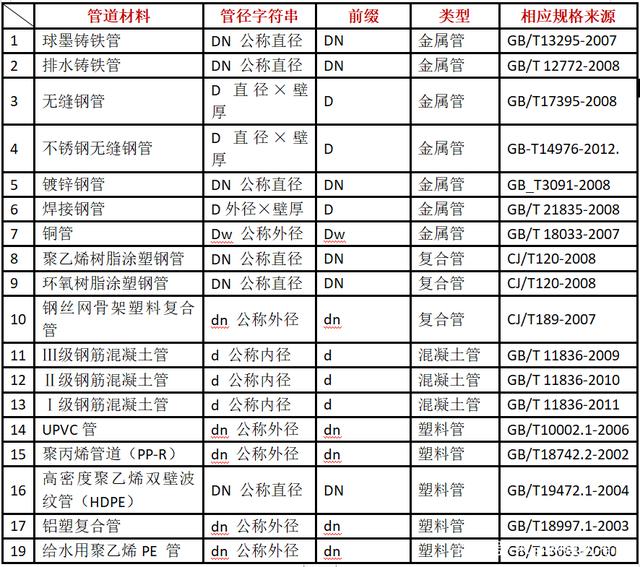 管道材料 管径字符串 前缀 类型 相应规格来源
1 球墨铸铁管 DN 公称直径 DN 金属管 GB/T13295-2007
2 排水铸铁管 DN 公称直径 DN 金属管 GB/T 12772-2008
3 无缝钢管 D 直径×壁厚 D 金属管 GB/T17395-2008
4 不锈钢无缝钢管 D 直径×壁厚 D 金属管 GB-T14976-2012.
5 镀锌钢管 DN 公称直径 DN 金属管 GB_T3091-2008
6 焊接钢管 D 外径×壁厚 D 金属管 GB/T 21835-2008
7 铜管 Dw 公称外径 Dw 金属管 GB/T 18033-2007
8 聚乙烯树脂涂塑钢管 DN 公称直径 DN 复合管 CJ/T120-2008
9 环氧树脂涂塑钢管 DN 公称直径 DN 复合管 CJ/T120-2008
10 钢丝网骨架塑料复合管 dn 公称外径 dn 复合管 CJ/T189-2007
11 Ⅲ级钢筋混凝土管 d 公称内径 d 混凝土管 GB/T 11836-2009
12 Ⅱ级钢筋混凝土管 d 公称内径 d 混凝土管 GB/T 11836-2010
13 Ⅰ级钢筋混凝土管 d 公称内径 d 混凝土管 GB/T 11836-2011
14 UPVC 管 dn 公称外径 dn 塑料管 GB/T10002.1-2006
15 聚丙烯管道（PP-R） dn 公称外径 dn 塑料管 GB/T18742.2-2002
16 高密度聚乙烯双壁波纹管（HDPE） DN 公称直径 DN 塑料管 GB/T19472.1-2004
17 铝塑复合管 dn 公称外径 dn 塑料管 GB/T18997.1-2003
19 给水用聚乙烯 PE 管 dn 公称外径 dn 塑料管 GB/T13663-2000